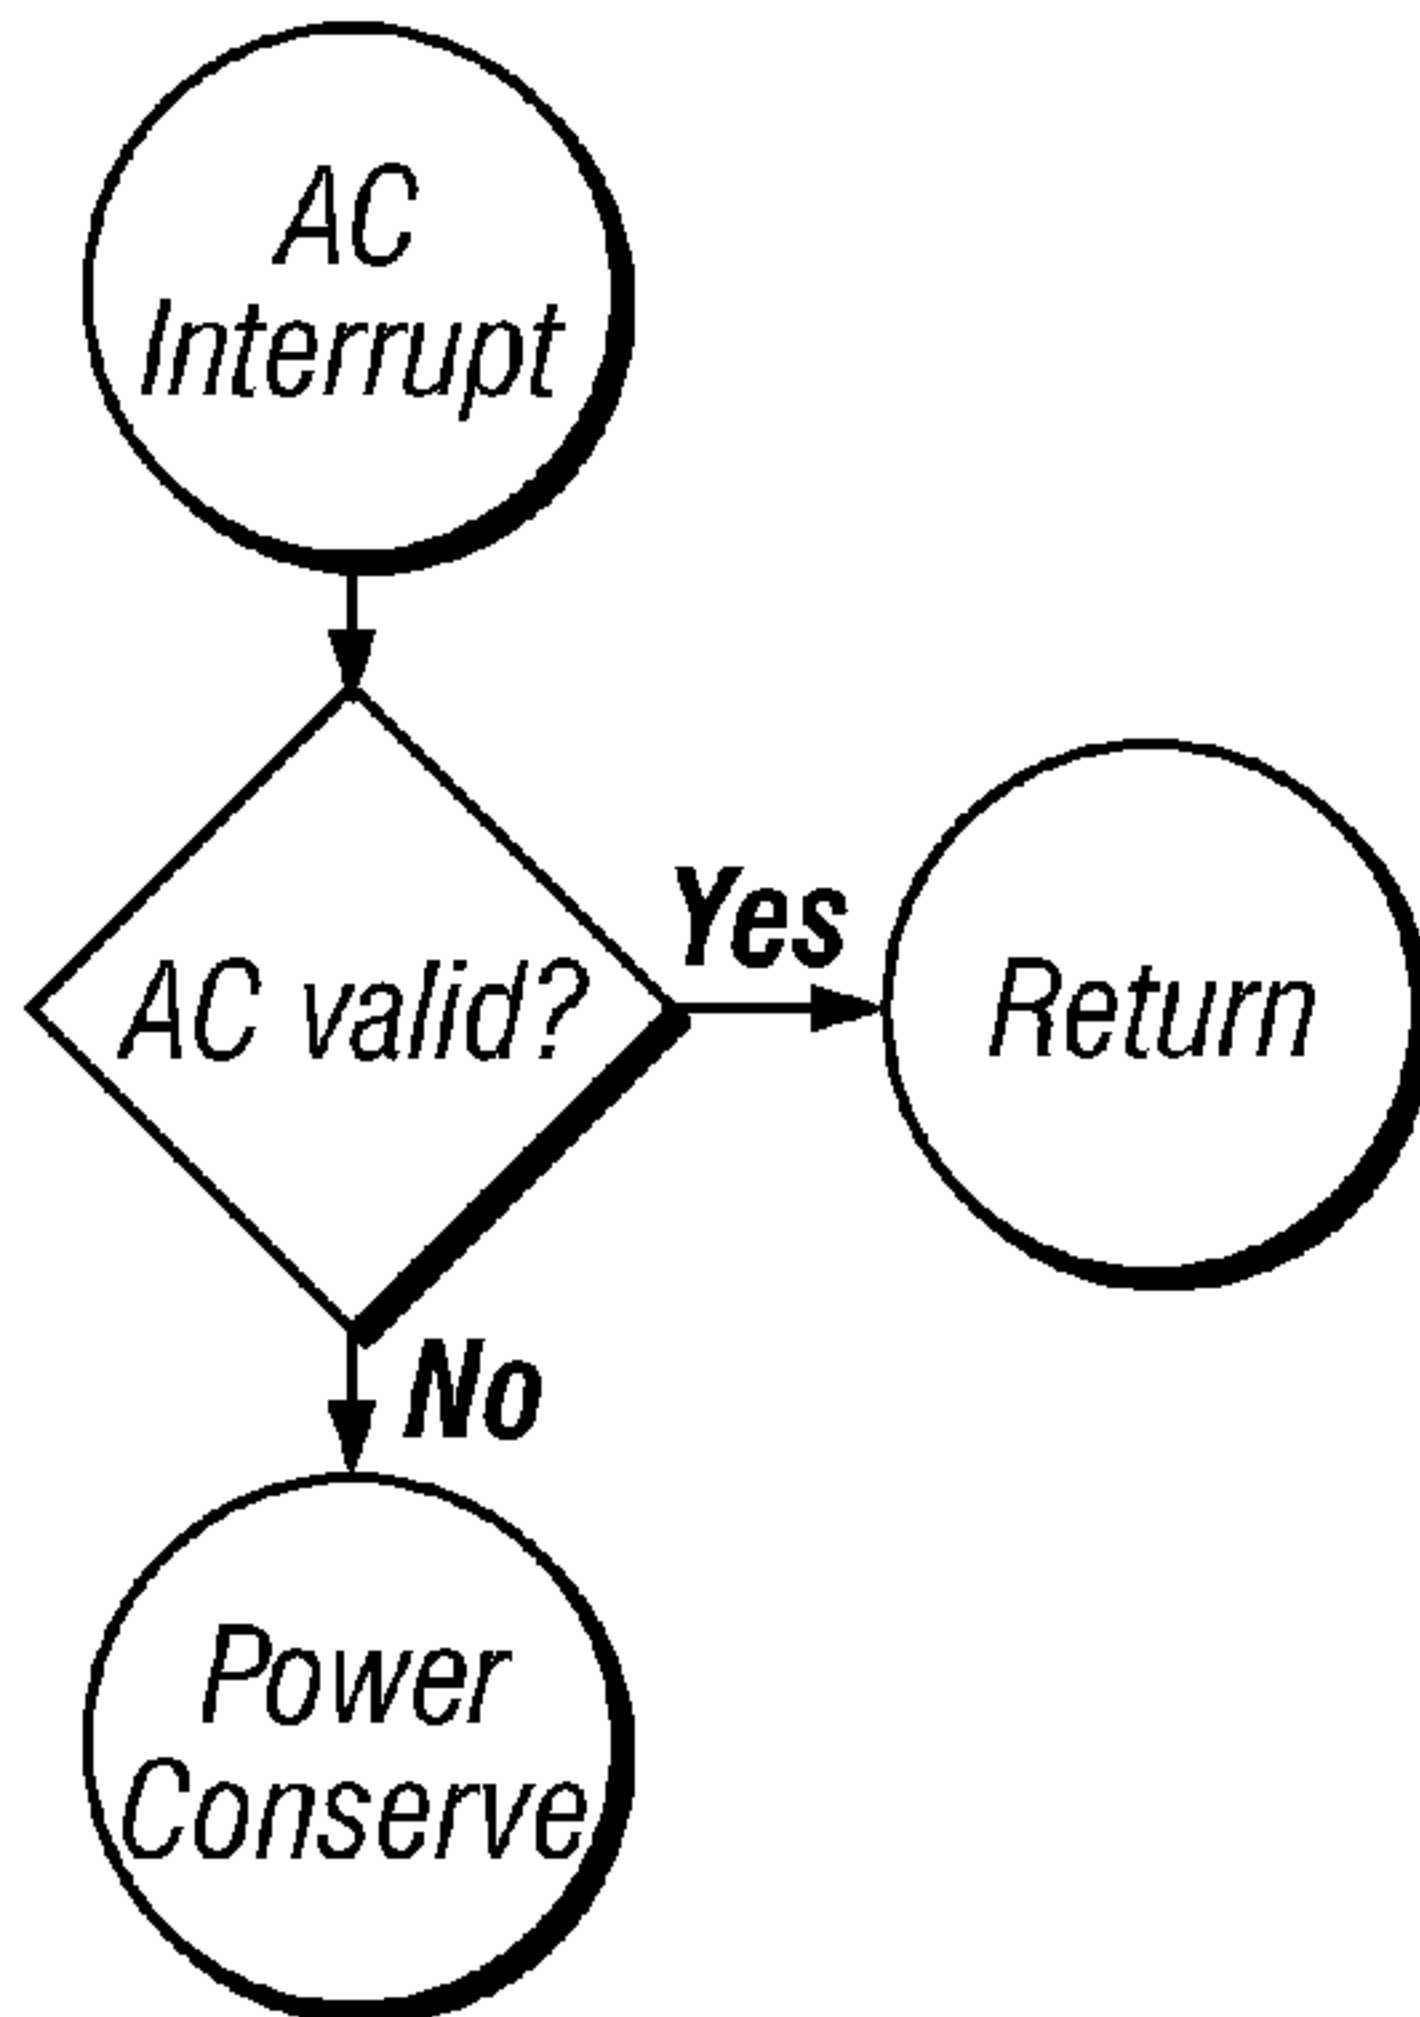 AC
Interrupt
AC valid?
Yes
Return
No
Power
Conserve